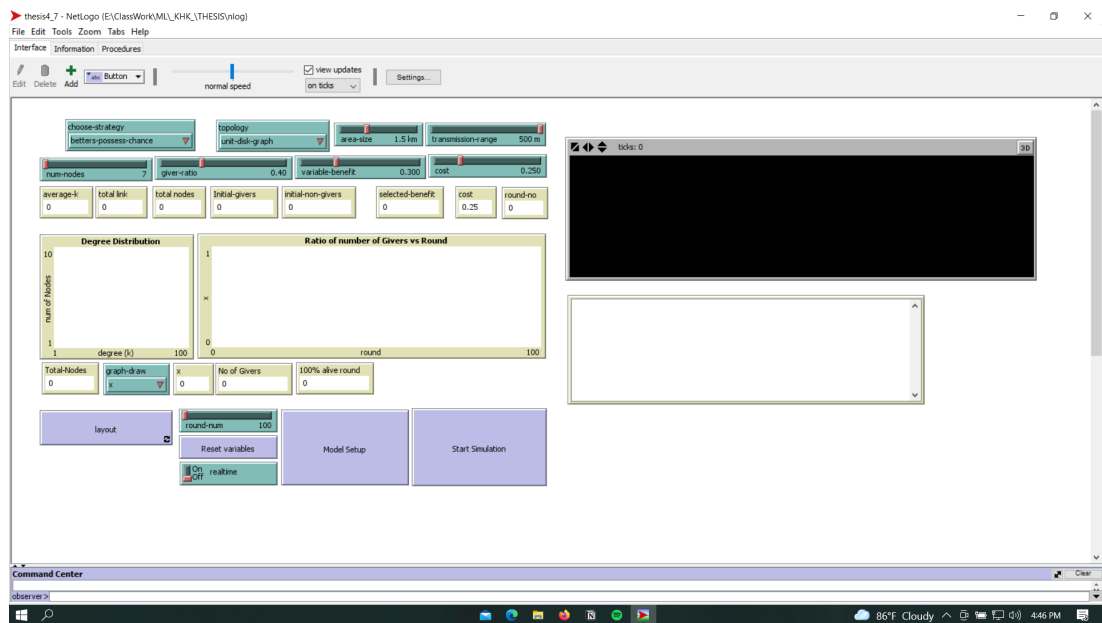 thesis4_7 - NetLogo {E:\ClassWork\ML\_KHK_\THESIS\nlog}
File Edit Tools Zoom Tabs Help
Interface Information Procedures
Edit Delete Add abc Button normal speed view updates on ticks Settings...
choose-strategy
betters-possess-chance
topology
unit-disk-graph
area-size 1.5 km
transmission-range 500 m
num-nodes 7
giver-ratio 0.40
variable-benefit 0.300
cost 0.250
average-k
0
total link
0
total nodes
0
Initial-givers
0
initial-non-givers
0
selected-benefit
0
cost
0.25
round-no
0
ticks: 0
3D
Degree Distribution
10
num of Nodes
1
1 degree (k) 100
Ratio of number of Givers vs Round
1
x
0
0 round 100
Total-Nodes
0
graph-draw
x
x
0
No of Givers
0
100% alive round
0
layout
round-num 100
Reset variables
On
Off
realtime
Model Setup
Start Simulation
Command Center
Clear
observer>
86°F Cloudy 4:46 PM